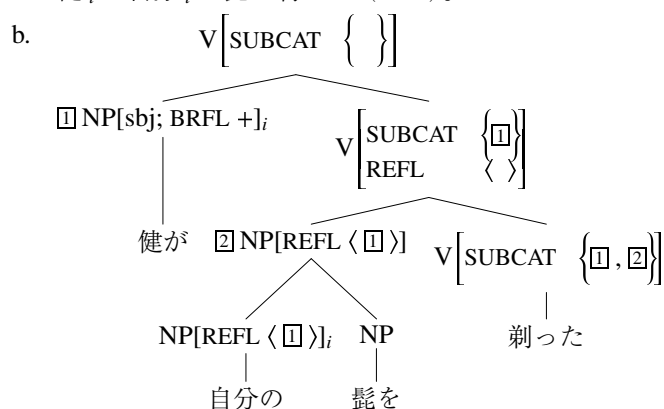 b. V[SUBCAT { }]
[1]NP[sbj; BRFL +]i V[SUBCAT {[1]}
REFL ⟨ ⟩]
健が [2]NP[REFL ⟨[1]⟩] V[SUBCAT {[1], [2]}]
NP[REFL ⟨[1]⟩]i NP 剃った
自分の 髭を